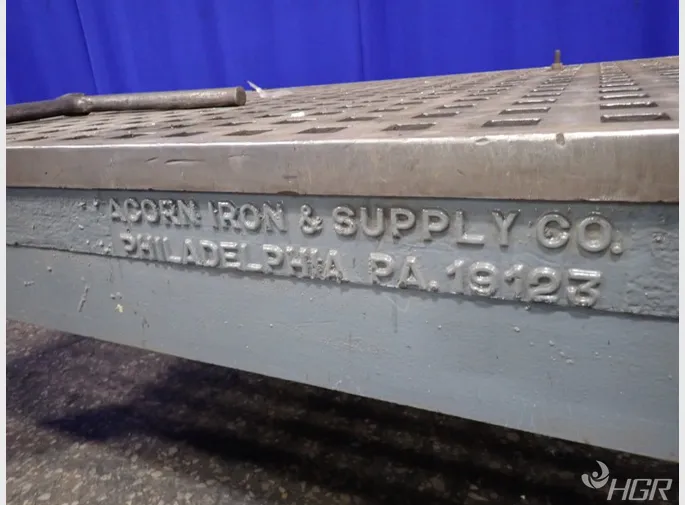 ACORN IRON & SUPPLY CO.
PHILADELPHIA PA. 19123
HGR